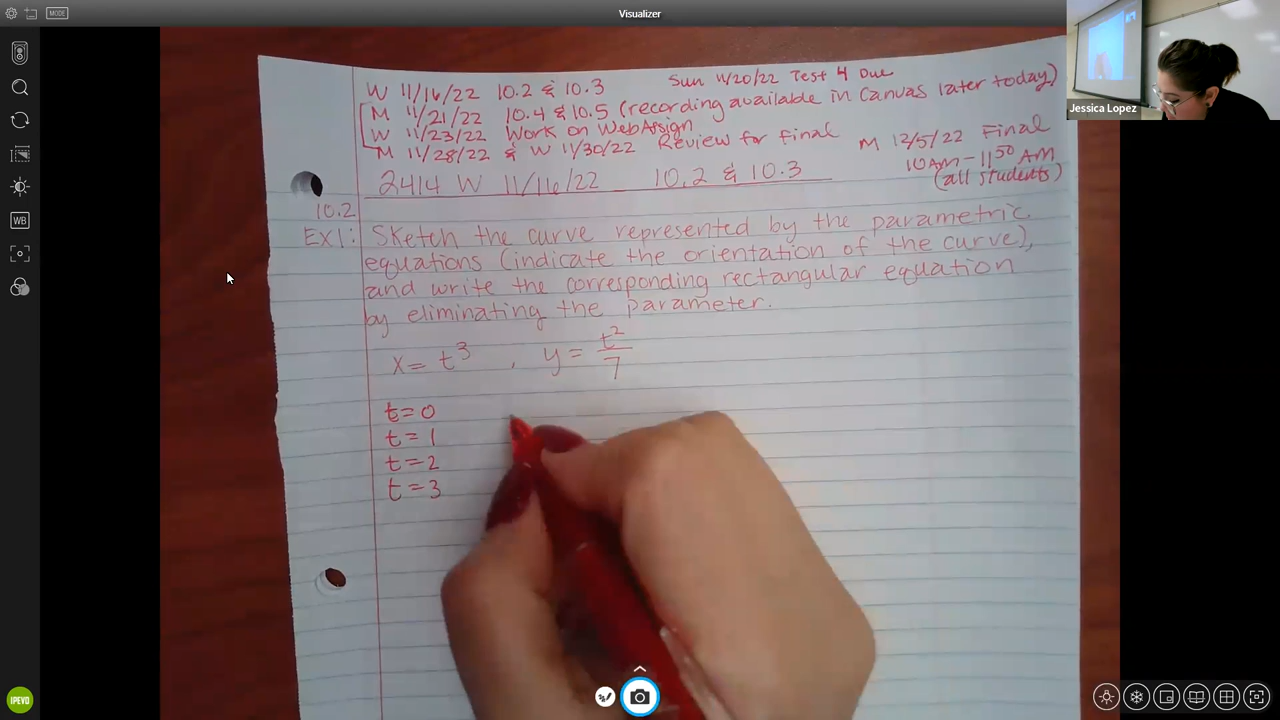 MODE
Visualizer
Jessica Lopez
WB
W 11/16/22 10.2 & 10.3 Sun 11/20/22 Test 4 Due
M 11/21/22 10.4 & 10.5 (recording available in Canvas later today)
W 11/23/22 Work on WebAssign
M 11/28/22 & W 11/30/22 Review for final M 12/5/22 Final
10AM-11:50 AM
(all students)
2414 W 11/16/22 10.2 & 10.3
10.2
EX1: Sketch the curve represented by the parametric
equations (indicate the orientation of the curve),
and write the corresponding rectangular equation
by eliminating the parameter.
x = t³ , y = t²/7
t = 0
t = 1
t = 2
t = 3
IPEVO